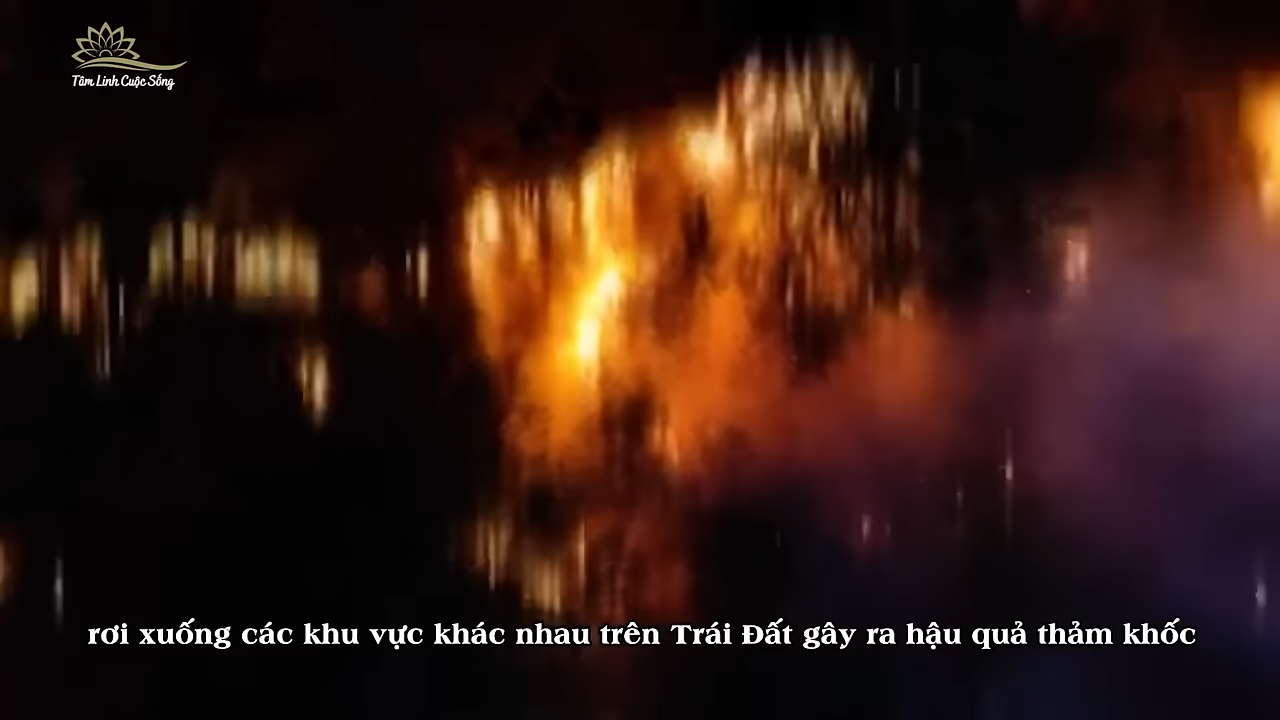 Tâm Linh Cuộc Sống
rơi xuống các khu vực khác nhau trên Trái Đất gây ra hậu quả thảm khốc